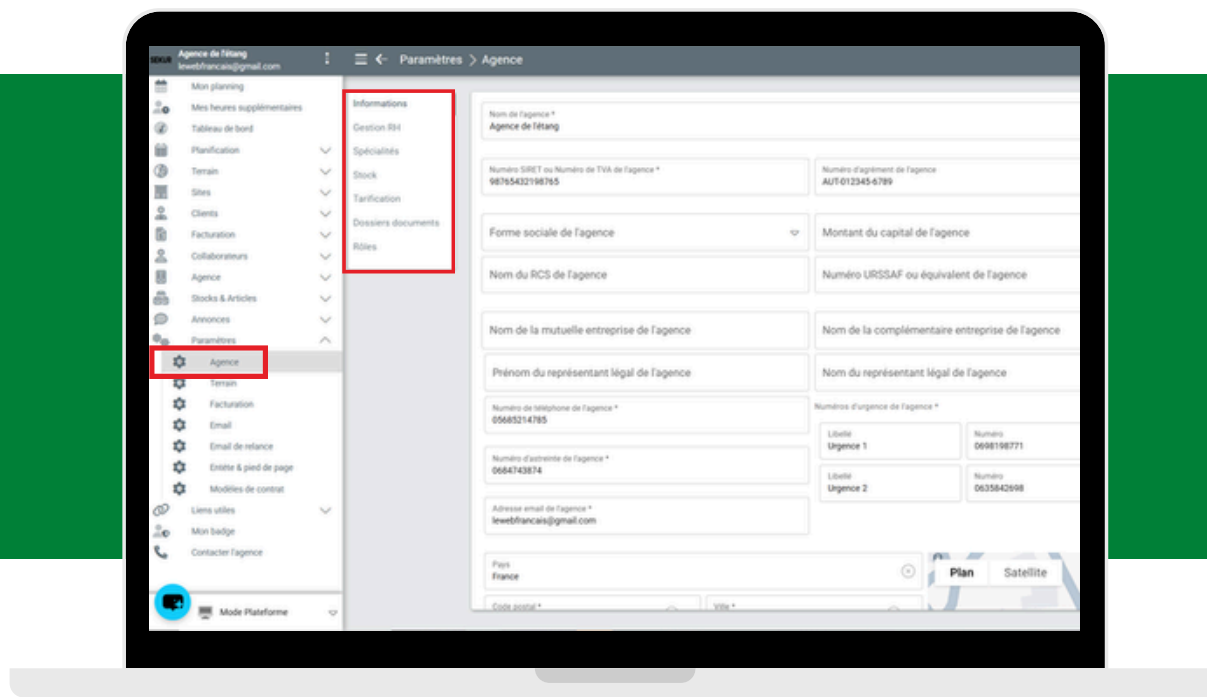 SEKUR
Agence de l'étang
lewebfrancais@gmail.com
Paramètres > Agence
Mon planning
Mes heures supplémentaires
Tableau de bord
Planification
Terrain
Sites
Clients
Facturation
Collaborateurs
Agence
Stocks & Articles
Annonces
Paramètres
Agence
Terrain
Facturation
Email
Email de relance
Entête & pied de page
Modèles de contrat
Liens utiles
Mon badge
Contacter l'agence
Mode Plateforme
Informations
Gestion RH
Spécialités
Stock
Tarification
Dossiers documents
Rôles
Nom de l'agence *
Agence de l'étang
Numéro SIRET ou Numéro de TVA de l'agence *
98765432198765
Numéro d'agrément de l'agence
AUT-012345-6789
Forme sociale de l'agence
Montant du capital de l'agence
Nom du RCS de l'agence
Numéro URSSAF ou équivalent de l'agence
Nom de la mutuelle entreprise de l'agence
Nom de la complémentaire entreprise de l'agence
Prénom du représentant légal de l'agence
Nom du représentant légal de l'agence
Numéro de téléphone de l'agence *
05685214785
Numéros d'urgence de l'agence *
Libellé
Urgence 1
Numéro
0698198771
Numéro d'astreinte de l'agence *
0684743874
Libellé
Urgence 2
Numéro
0635842698
Adresse email de l'agence *
lewebfrancais@gmail.com
Pays
France
Plan
Satellite
Code postal *
Ville *